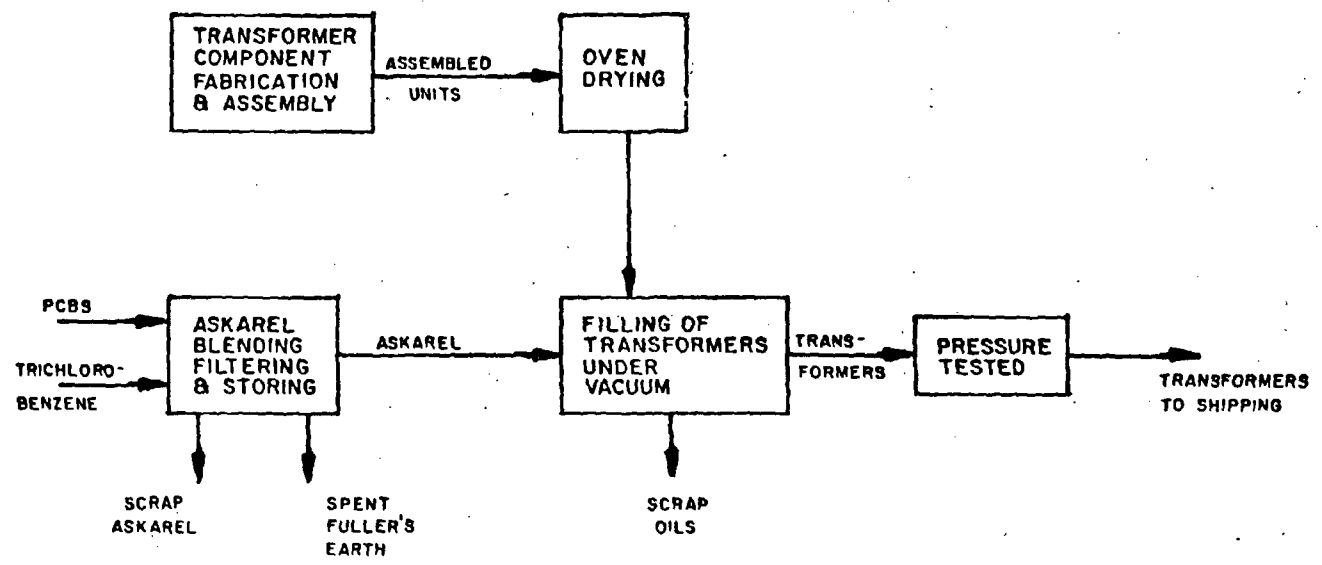 TRANSFORMER
COMPONENT
FABRICATION
& ASSEMBLY
ASSEMBLED
UNITS
OVEN
DRYING
PCBS
TRICHLORO-
BENZENE
ASKAREL
BLENDING
FILTERING
& STORING
ASKAREL
FILLING OF
TRANSFORMERS
UNDER
VACUUM
TRANS-
FORMERS
PRESSURE
TESTED
TRANSFORMERS
TO SHIPPING
SCRAP
ASKAREL
SPENT
FULLER'S
EARTH
SCRAP
OILS